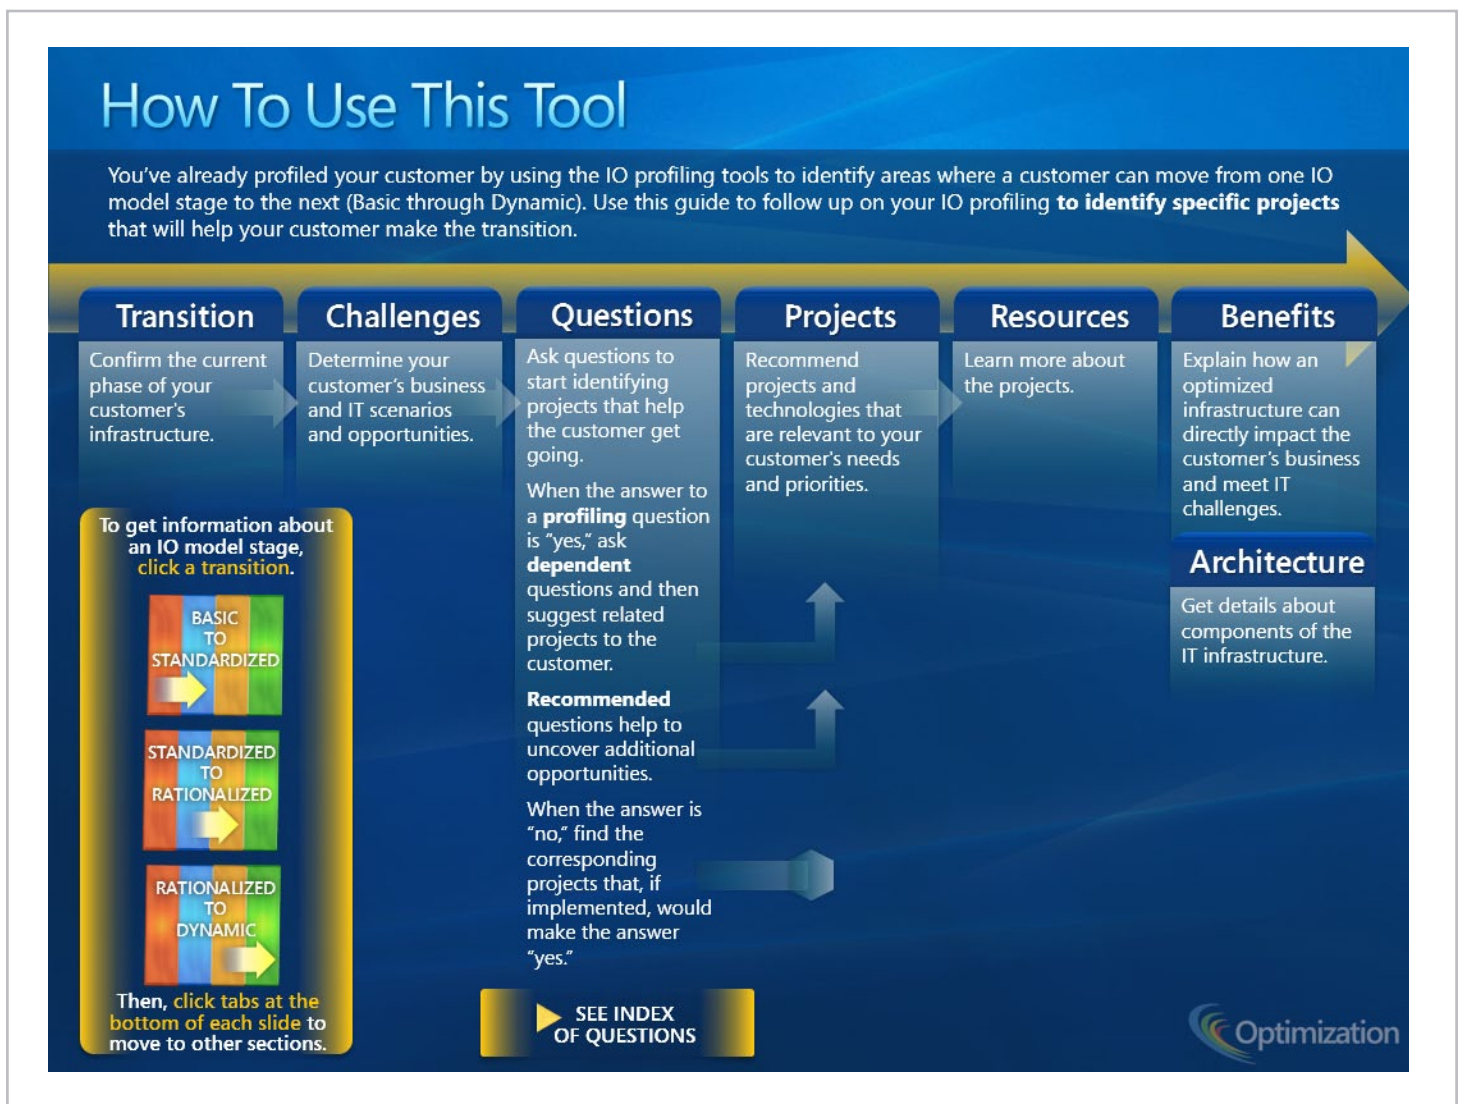 How To Use This Tool
You've already profiled your customer by using the IO profiling tools to identify areas where a customer can move from one IO
model stage to the next (Basic through Dynamic). Use this guide to follow up on your IO profiling to identify specific projects
that will help your customer make the transition.
Transition
Confirm the current
phase of your
customer's
infrastructure.
Challenges
Determine your
customer's business
and IT scenarios
and opportunities.
Questions
Ask questions to
start identifying
projects that help
the customer get
going.
When the answer to
a profiling question
is "yes," ask
dependent
questions and then
suggest related
projects to the
customer.
Recommended
questions help to
uncover additional
opportunities.
When the answer is
"no," find the
corresponding
projects that, if
implemented, would
make the answer
"yes."
Projects
Recommend
projects and
technologies that
are relevant to your
customer's needs
and priorities.
Resources
Learn more about
the projects.
Benefits
Explain how an
optimized
infrastructure can
directly impact the
customer's business
and meet IT
challenges.
Architecture
Get details about
components of the
IT infrastructure.
To get information about
an IO model stage,
click a transition.
BASIC
TO
STANDARDIZED
STANDARDIZED
TO
RATIONALIZED
RATIONALIZED
TO
DYNAMIC
Then, click tabs at the
bottom of each slide to
move to other sections.
SEE INDEX
OF QUESTIONS
Optimization